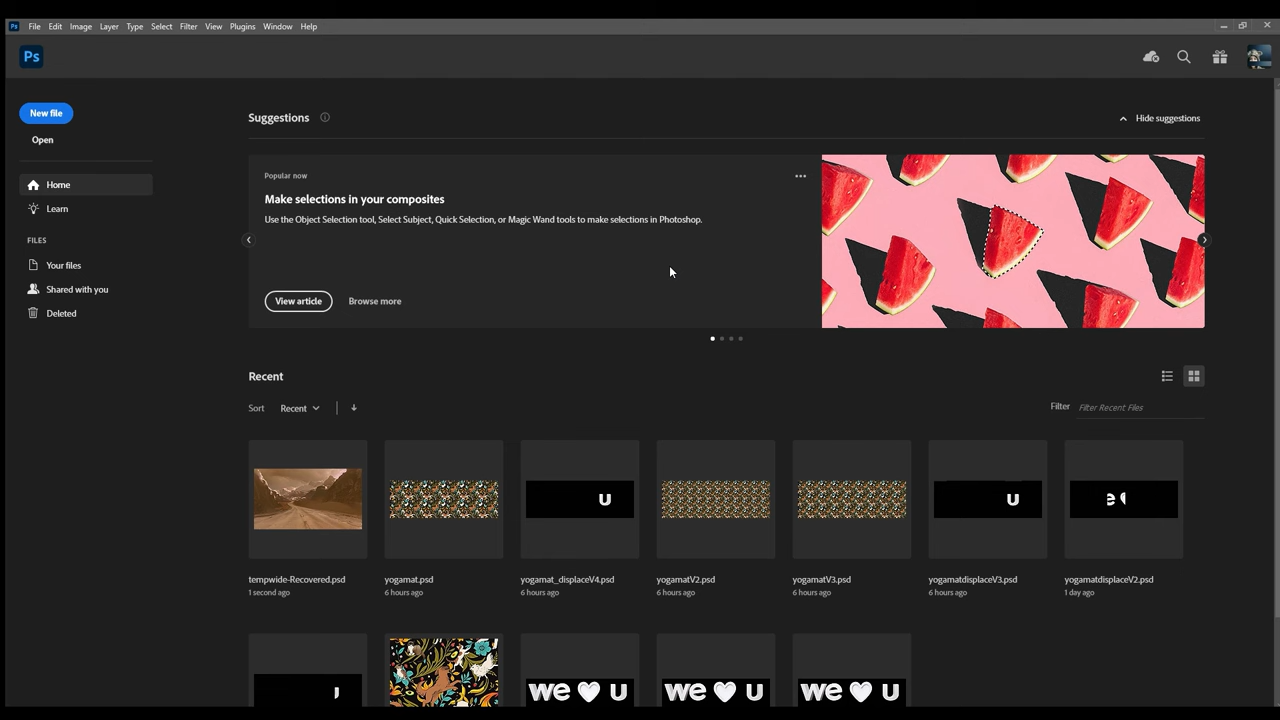 Ps File Edit Image Layer Type Select Filter View Plugins Window Help
Ps
New file
Open
Home
Learn
FILES
Your files
Shared with you
Deleted
Suggestions
Hide suggestions
Popular now
Make selections in your composites
Use the Object Selection tool, Select Subject, Quick Selection, or Magic Wand tools to make selections in Photoshop.
View article Browse more
Recent
Sort Recent
Filter Filter Recent Files
u
u
e
tempwide-Recovered.psd
1 second ago
yogamat.psd
6 hours ago
yogamat_displaceV4.psd
6 hours ago
yogamatV2.psd
6 hours ago
yogamatV3.psd
6 hours ago
yogamatdisplaceV3.psd
6 hours ago
yogamatdisplaceV2.psd
1 day ago
we u
we u
we u